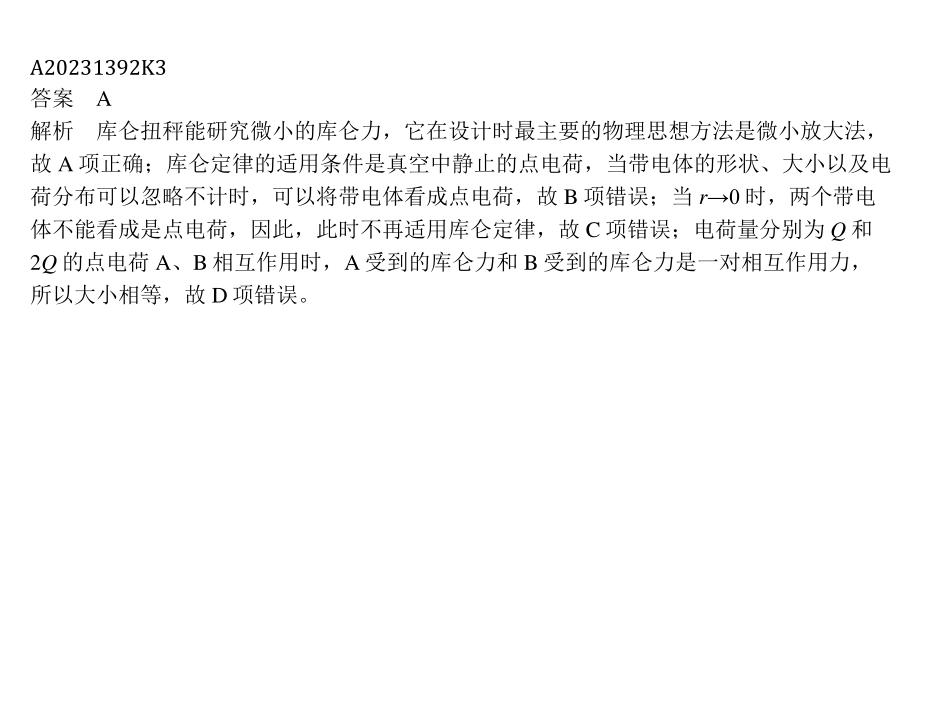 A20231392K3
答案　A
解析　库仑扭秤能研究微小的库仑力，它在设计时最主要的物理思想方法是微小放大法，
故 A 项正确；库仑定律的适用条件是真空中静止的点电荷，当带电体的形状、大小以及电
荷分布可以忽略不计时，可以将带电体看成点电荷，故 B 项错误；当 r→0 时，两个带电
体不能看成是点电荷，因此，此时不再适用库仑定律，故 C 项错误；电荷量分别为 Q 和
2Q 的点电荷 A、B 相互作用时，A 受到的库仑力和 B 受到的库仑力是一对相互作用力，
所以大小相等，故 D 项错误。